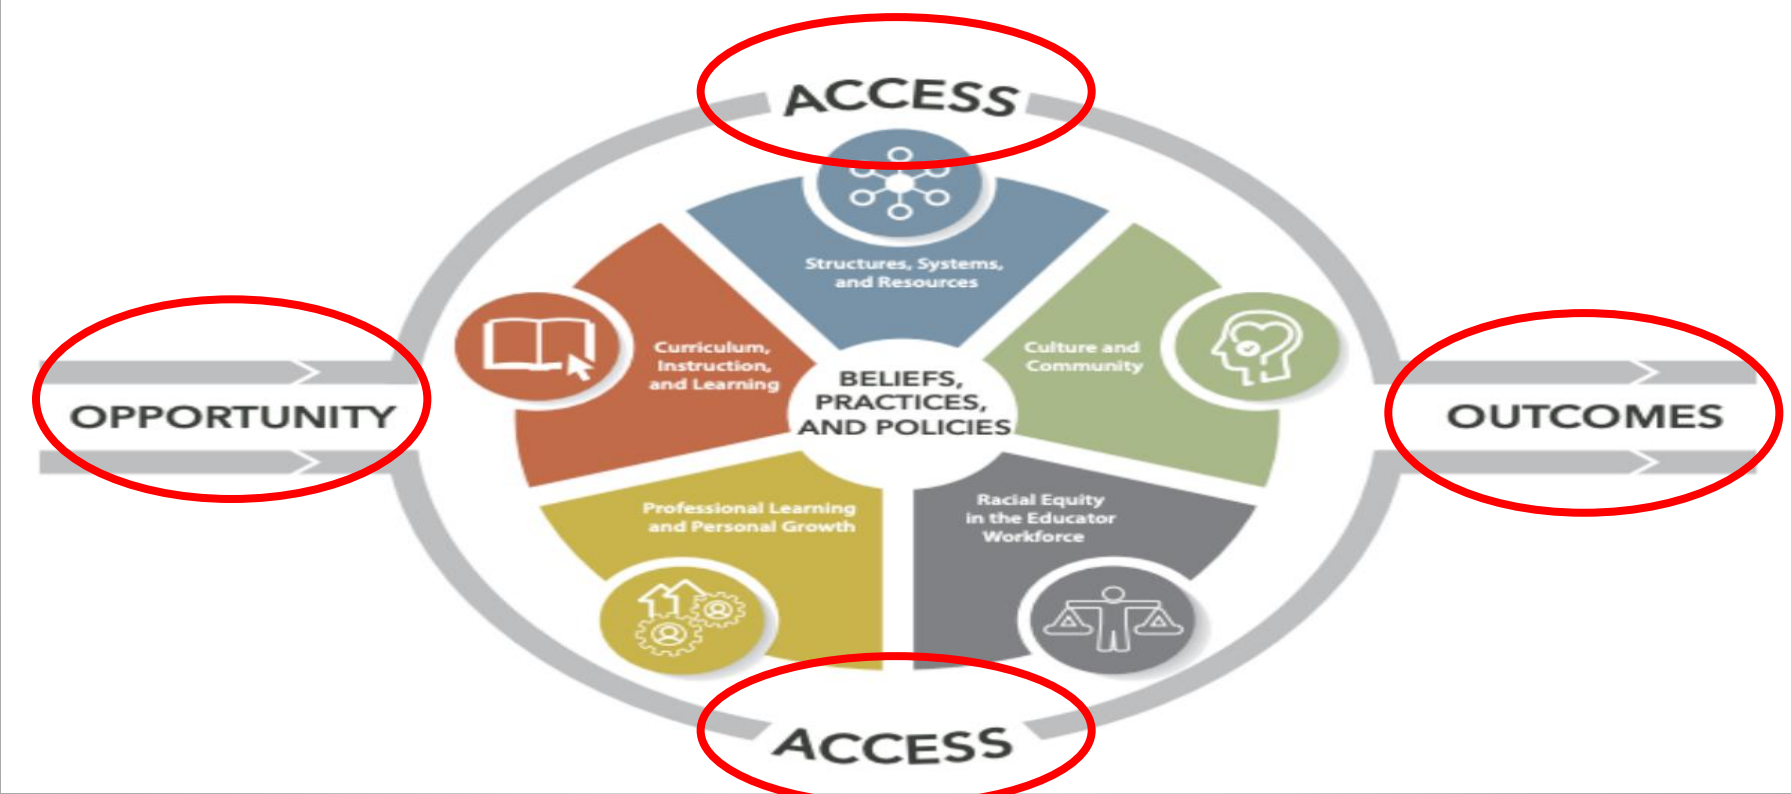 ACCESS
Structures, Systems,
and Resources
Curriculum,
Instruction,
and Learning
Culture and
Community
BELIEFS,
PRACTICES,
AND POLICIES
OPPORTUNITY
OUTCOMES
Professional Learning
and Personal Growth
Racial Equity
in the Educator
Workforce
ACCESS